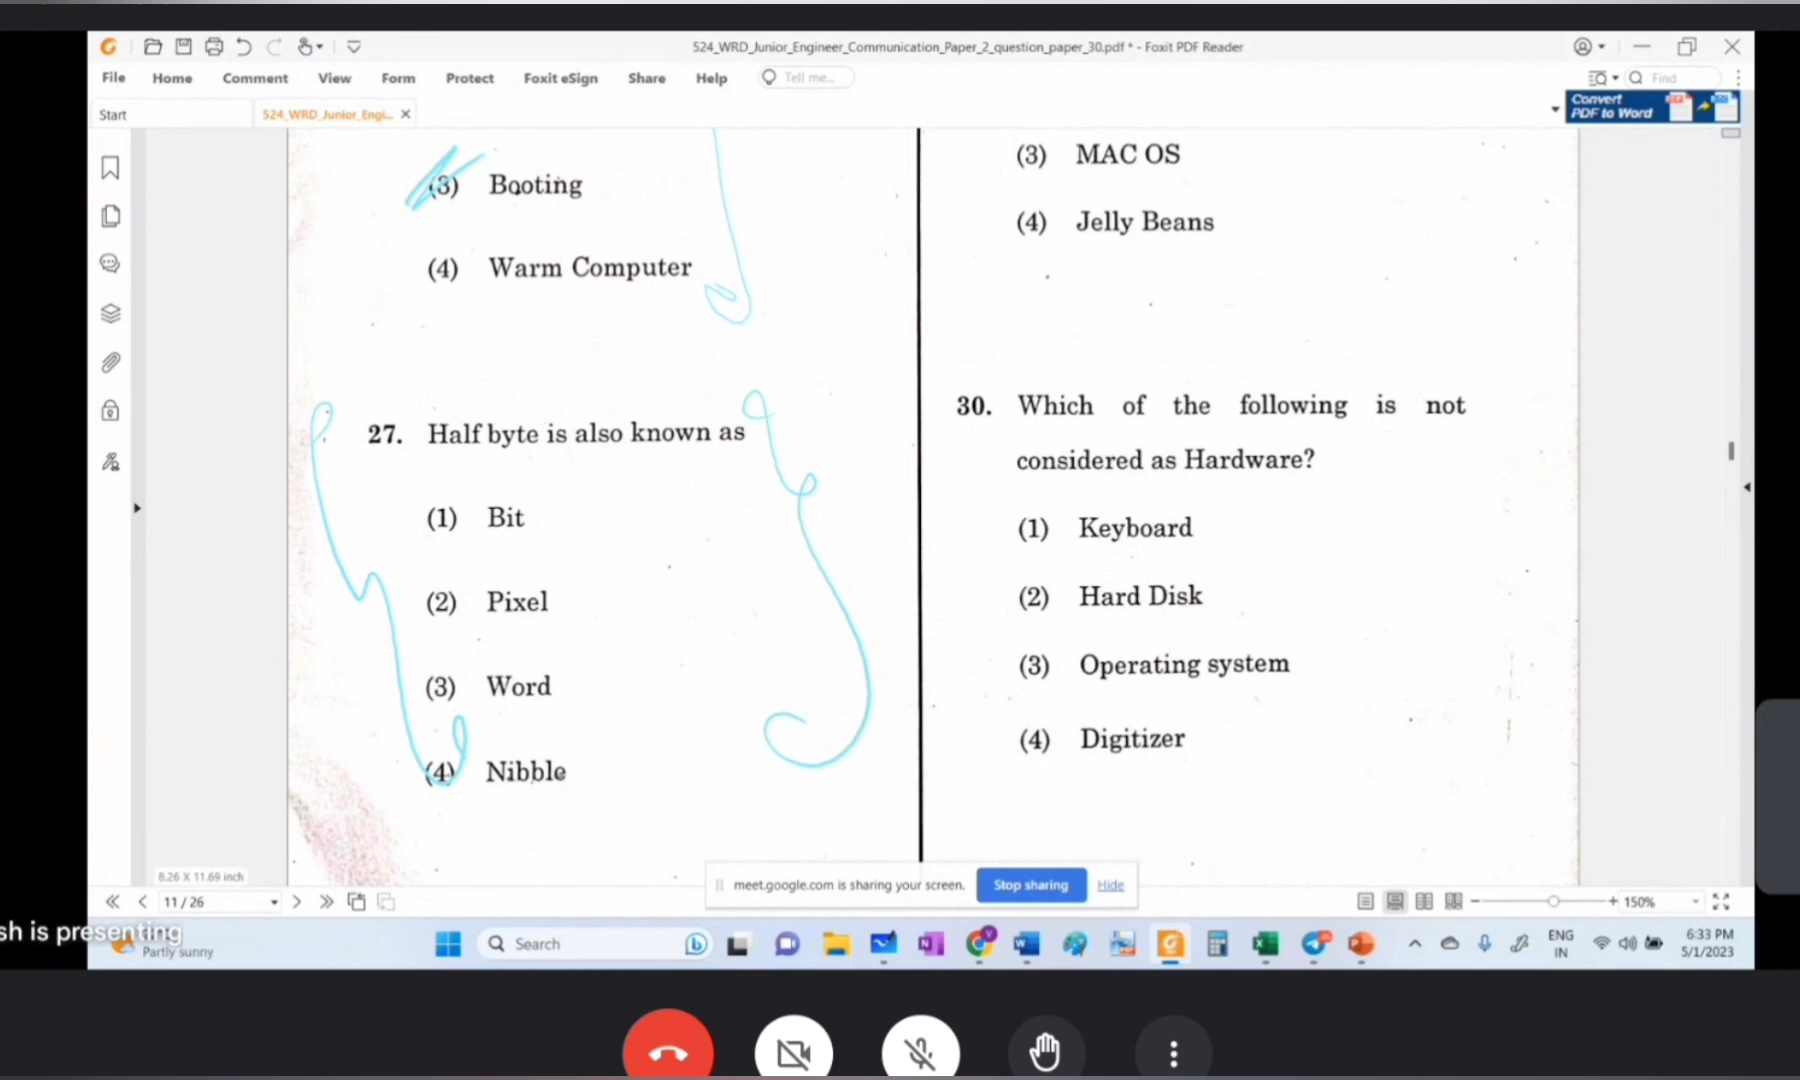 524_WRD_Junior_Engineer_Communication_Paper_2_question_paper_30.pdf * - Foxit PDF Reader
File Home Comment View Form Protect Foxit eSign Share Help Tell me... Find
Start 524_WRD_Junior_Engi...
Convert
PDF to Word
(3) Booting
(4) Warm Computer
27. Half byte is also known as
(1) Bit
(2) Pixel
(3) Word
(4) Nibble
(3) MAC OS
(4) Jelly Beans
30. Which of the following is not
considered as Hardware?
(1) Keyboard
(2) Hard Disk
(3) Operating system
(4) Digitizer
8.26 X 11.69 inch
meet.google.com is sharing your screen. Stop sharing Hide
11 / 26
150%
sh is presenting
Partly sunny
Search
ENG
IN
6:33 PM
5/1/2023